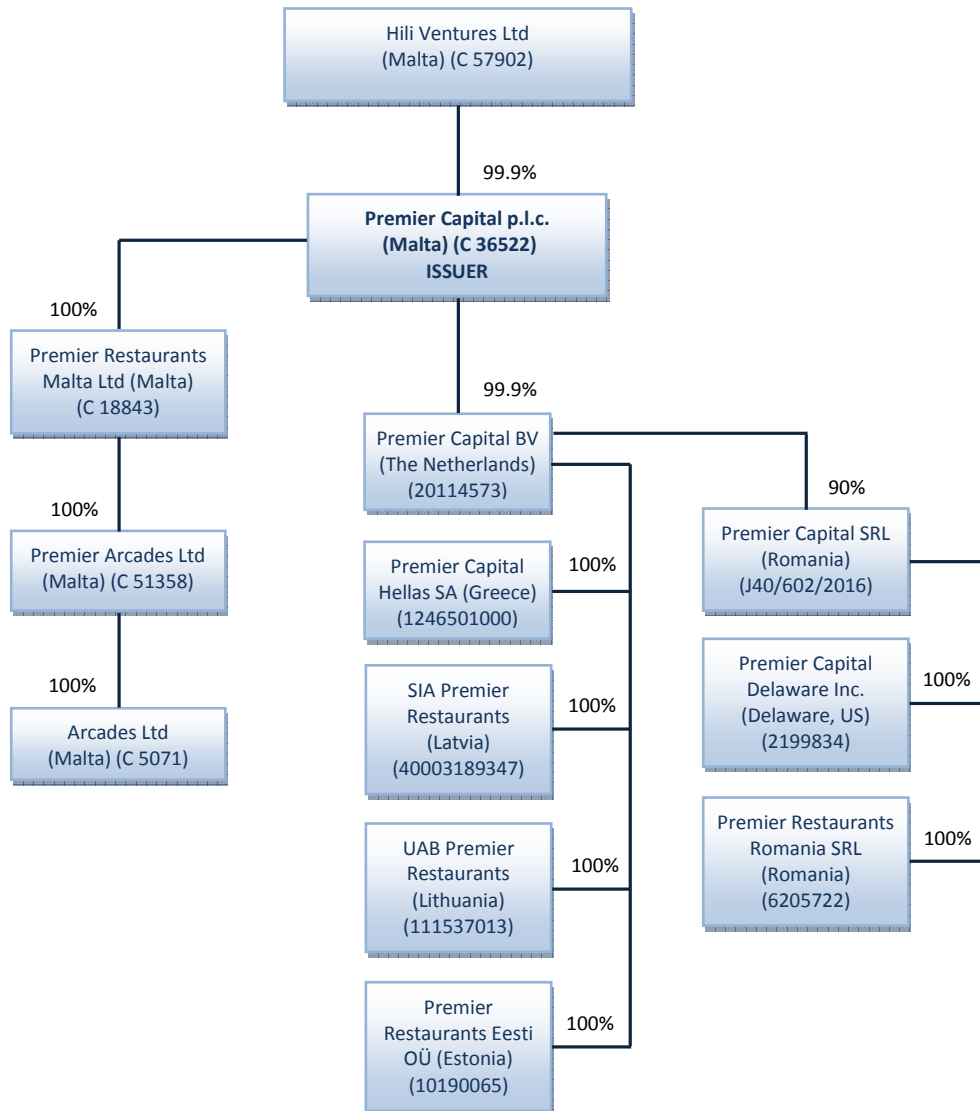 Hili Ventures Ltd
(Malta) (C 57902)
99.9%
Premier Capital p.l.c.
(Malta) (C 36522)
ISSUER
100%
Premier Restaurants
Malta Ltd (Malta)
(C 18843)
100%
Premier Arcades Ltd
(Malta) (C 51358)
100%
Arcades Ltd
(Malta) (C 5071)
99.9%
Premier Capital BV
(The Netherlands)
(20114573)
Premier Capital
Hellas SA (Greece)
(1246501000)
100%
SIA Premier
Restaurants
(Latvia)
(40003189347)
100%
UAB Premier
Restaurants
(Lithuania)
(111537013)
100%
Premier
Restaurants Eesti
OÜ (Estonia)
(10190065)
100%
90%
Premier Capital SRL
(Romania)
(J40/602/2016)
Premier Capital
Delaware Inc.
(Delaware, US)
(2199834)
100%
Premier Restaurants
Romania SRL
(Romania)
(6205722)
100%